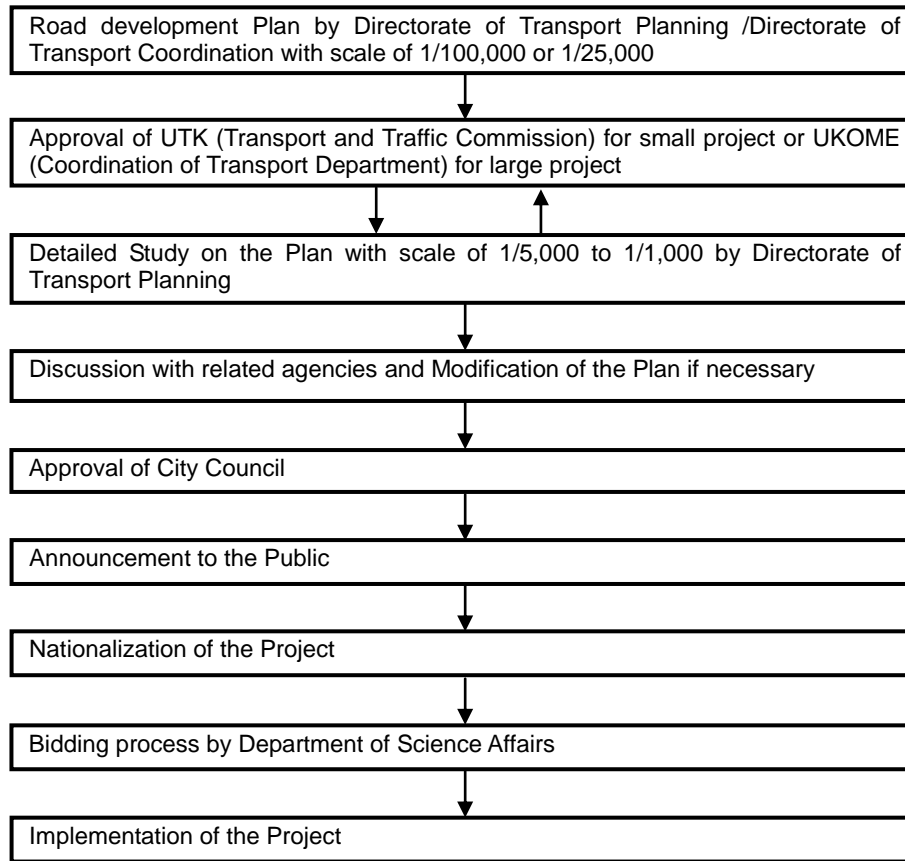 Road development Plan by Directorate of Transport Planning /Directorate of
Transport Coordination with scale of 1/100,000 or 1/25,000
Approval of UTK (Transport and Traffic Commission) for small project or UKOME
(Coordination of Transport Department) for large project
Detailed Study on the Plan with scale of 1/5,000 to 1/1,000 by Directorate of
Transport Planning
Discussion with related agencies and Modification of the Plan if necessary
Approval of City Council
Announcement to the Public
Nationalization of the Project
Bidding process by Department of Science Affairs
Implementation of the Project